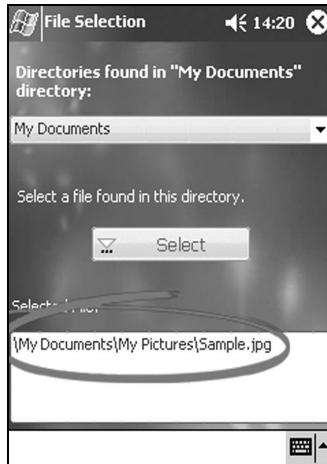 File Selection
14:20
Directories found in "My Documents"
directory:
My Documents
Select a file found in this directory.
Select
Selected
\My Documents\My Pictures\Sample.jpg